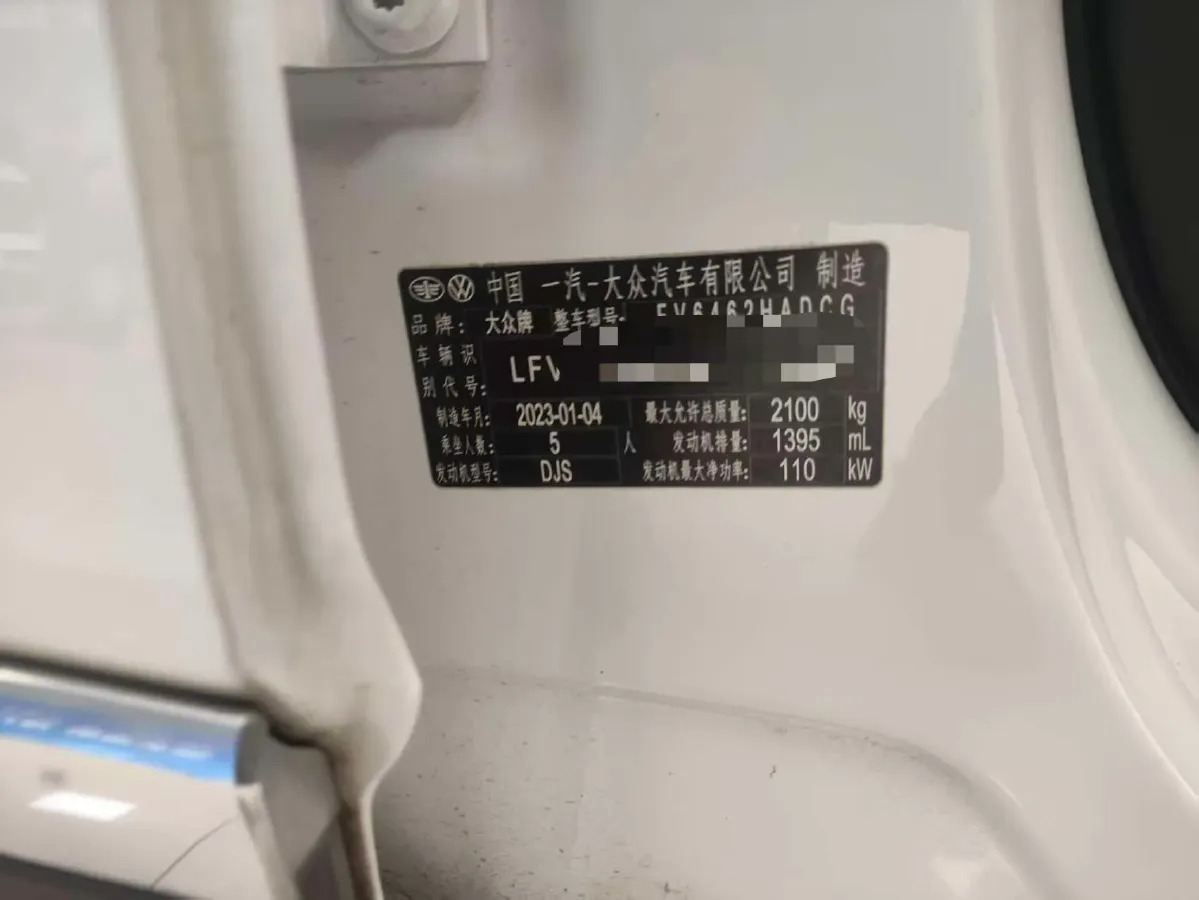 中国 一汽-大众汽车有限公司 制造
品牌: 大众牌 整车型号: FV6462HADCG
车辆识别代号: LFV
制造年月: 2023-01-04 最大允许总质量: 2100 kg
乘坐人数: 5 人 发动机排量: 1395 mL
发动机型号: DJS 发动机最大净功率: 110 kW